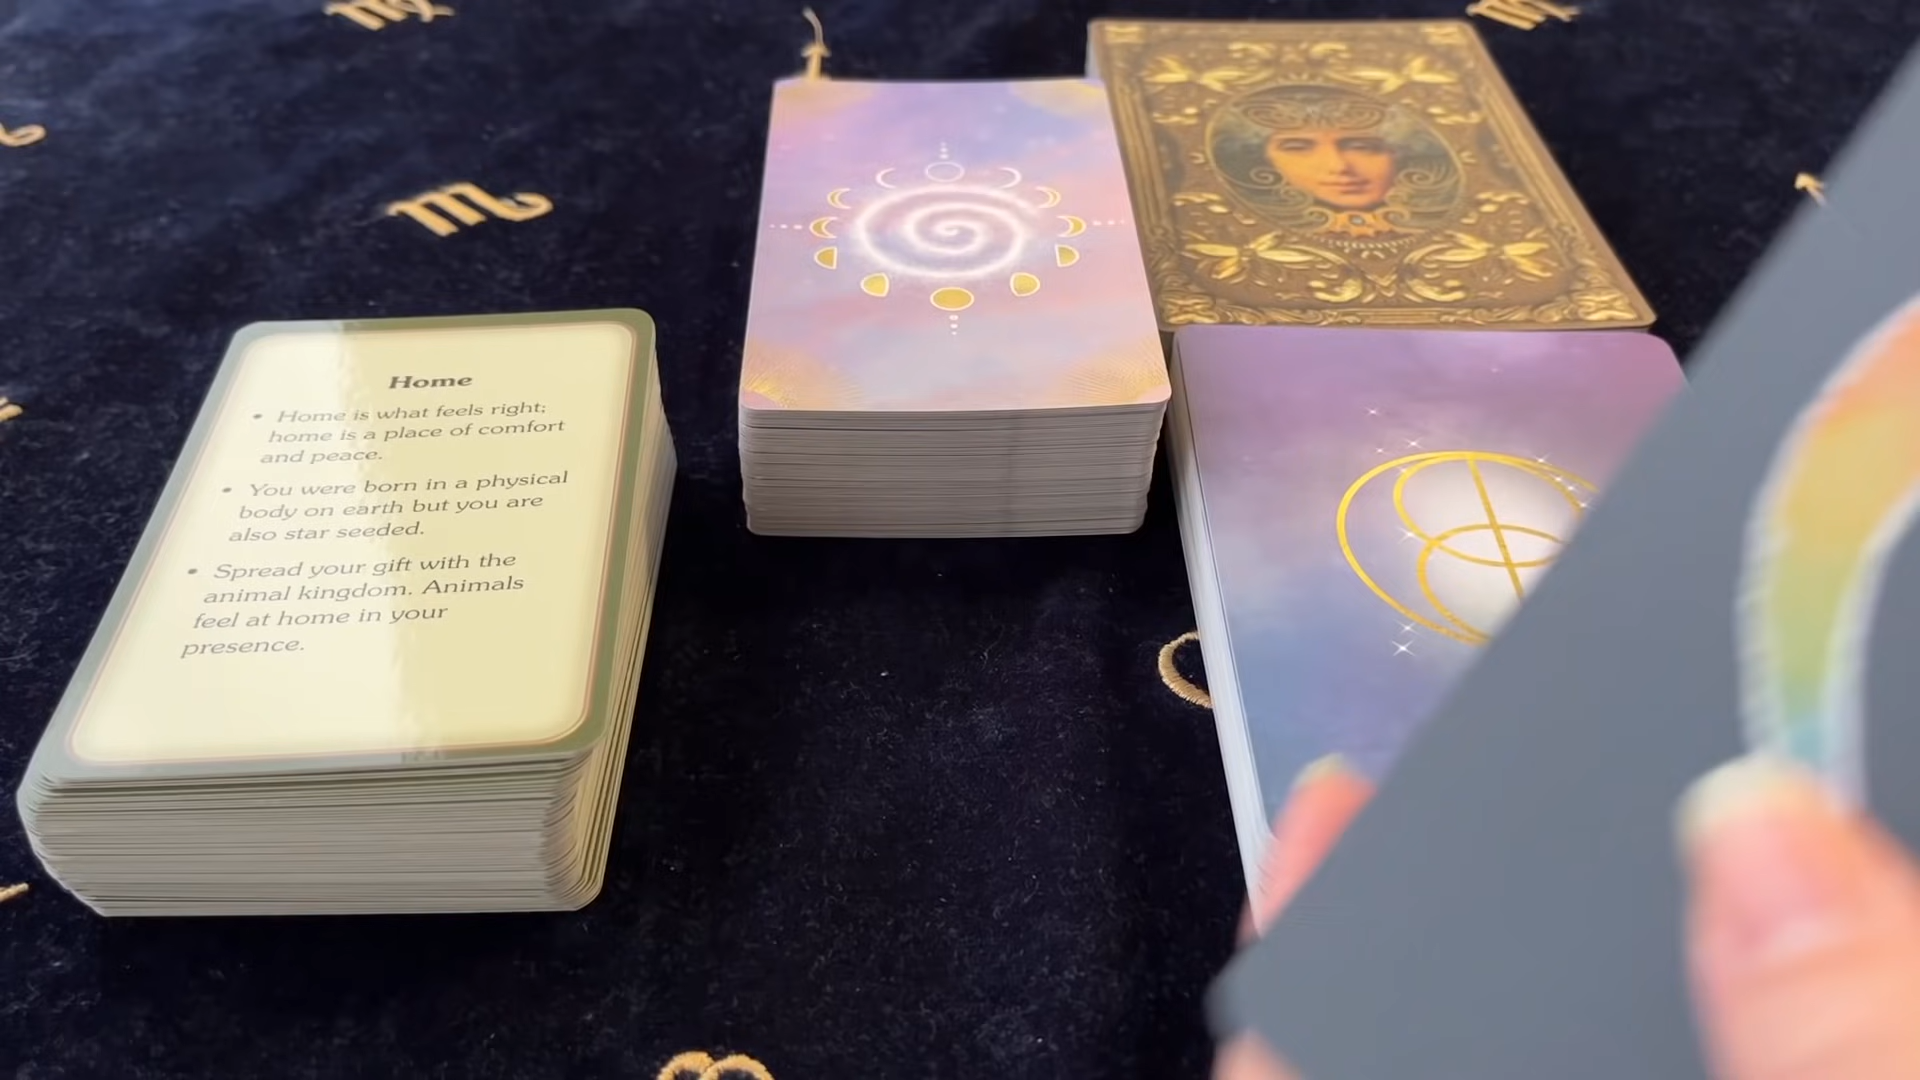 Home
• Home is what feels right;
home is a place of comfort
and peace.
• You were born in a physical
body on earth but you are
also star seeded.
• Spread your gift with the
animal kingdom. Animals
feel at home in your
presence.